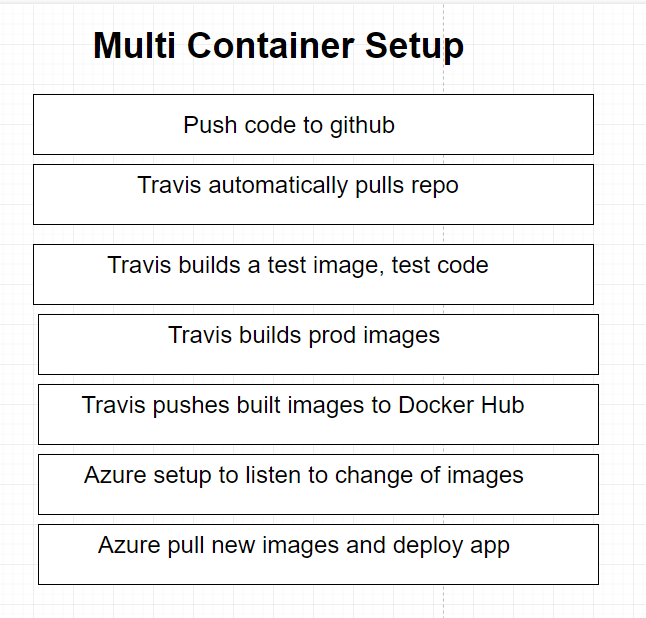 Multi Container Setup
Push code to github
Travis automatically pulls repo
Travis builds a test image, test code
Travis builds prod images
Travis pushes built images to Docker Hub
Azure setup to listen to change of images
Azure pull new images and deploy app